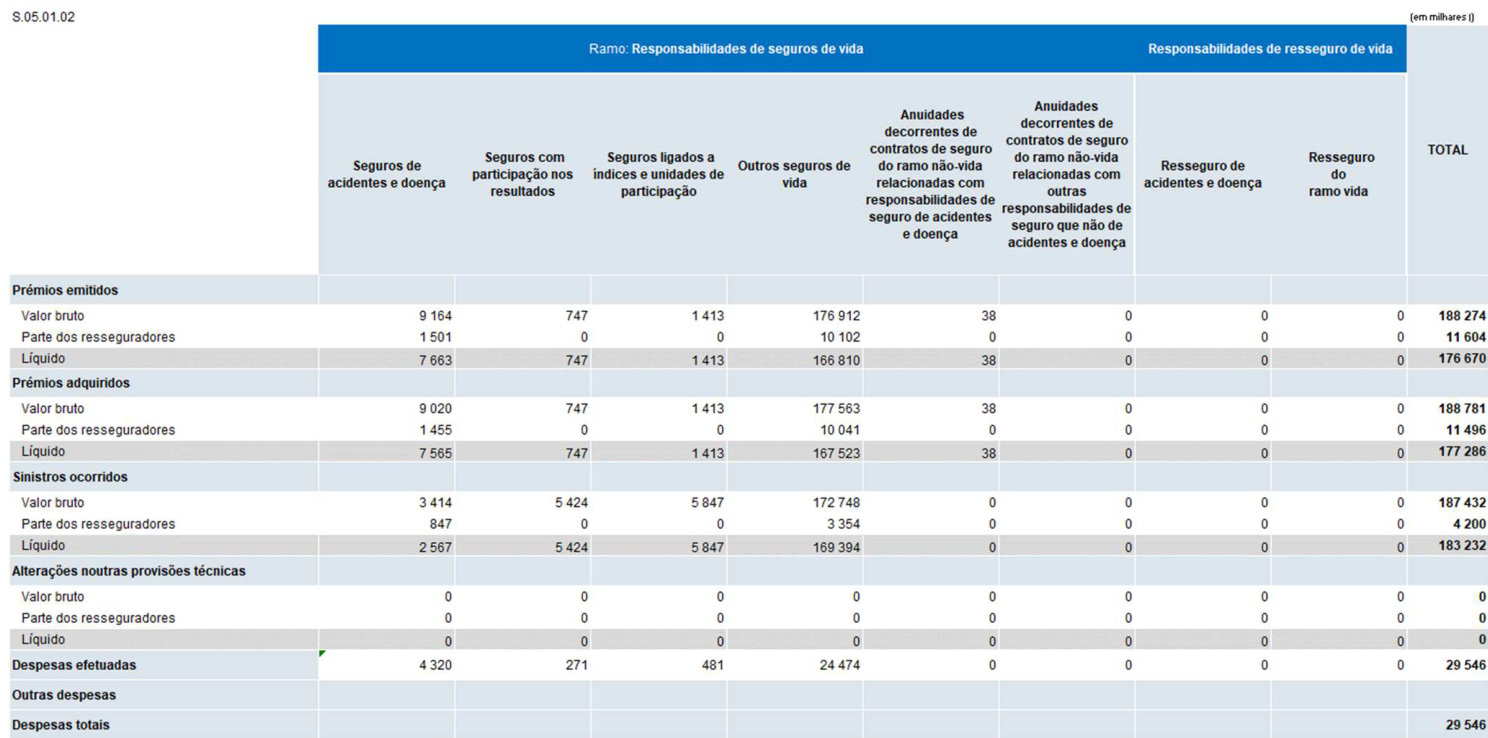 S.05.01.02
(em milhares |)
Ramo: Responsabilidades de seguros de vida Responsabilidades de resseguro de vida
Seguros de acidentes e doença
Seguros com participação nos resultados
Seguros ligados a índices e unidades de participação
Outros seguros de vida
Anuidades decorrentes de contratos de seguro do ramo não-vida relacionadas com responsabilidades de seguro de acidentes e doença
Anuidades decorrentes de contratos de seguro do ramo não-vida relacionadas com outras responsabilidades de seguro que não de acidentes e doença
Resseguro de acidentes e doença
Resseguro do ramo vida
TOTAL
Prémios emitidos
Valor bruto 9 164 747 1 413 176 912 38 0 0 0 188 274
Parte dos resseguradores 1 501 0 0 10 102 0 0 0 0 11 604
Líquido 7 663 747 1 413 166 810 38 0 0 0 176 670
Prémios adquiridos
Valor bruto 9 020 747 1 413 177 563 38 0 0 0 188 781
Parte dos resseguradores 1 455 0 0 10 041 0 0 0 0 11 496
Líquido 7 565 747 1 413 167 523 38 0 0 0 177 286
Sinistros ocorridos
Valor bruto 3 414 5 424 5 847 172 748 0 0 0 0 187 432
Parte dos resseguradores 847 0 0 3 354 0 0 0 0 4 200
Líquido 2 567 5 424 5 847 169 394 0 0 0 0 183 232
Alterações noutras provisões técnicas
Valor bruto 0 0 0 0 0 0 0 0 0
Parte dos resseguradores 0 0 0 0 0 0 0 0 0
Líquido 0 0 0 0 0 0 0 0 0
Despesas efetuadas 4 320 271 481 24 474 0 0 0 0 29 546
Outras despesas
Despesas totais 29 546